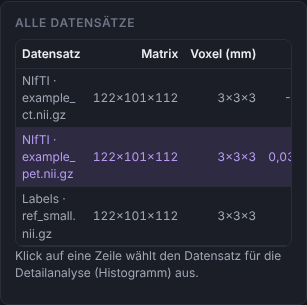 ALLE DATENSÄTZE
Datensatz Matrix Voxel (mm)
NIfTI ·
example_ 122×101×112 3×3×3 -
ct.nii.gz
NIfTI ·
example_ 122×101×112 3×3×3 0,03
pet.nii.gz
Labels ·
ref_small. 122×101×112 3×3×3
nii.gz
Klick auf eine Zeile wählt den Datensatz für die
Detailanalyse (Histogramm) aus.